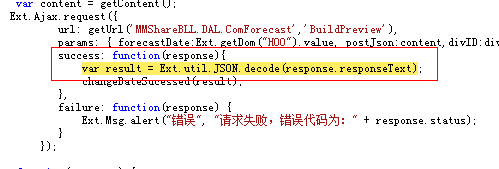 var content = getContent();
Ext.Ajax.request({
url: getUrl('MMShareBLL.DAL.ComForecast','BuildPreview'),
params: { forecastDate:Ext.getDom("H00").value, postJson:content,divID:div
success: function(response){
var result = Ext.util.JSON.decode(response.responseText);
changeDateSucessed(result);
},
failure: function(response) {
Ext.Msg.alert("错误", "请求失败，错误代码为：" + response.status);
}
});